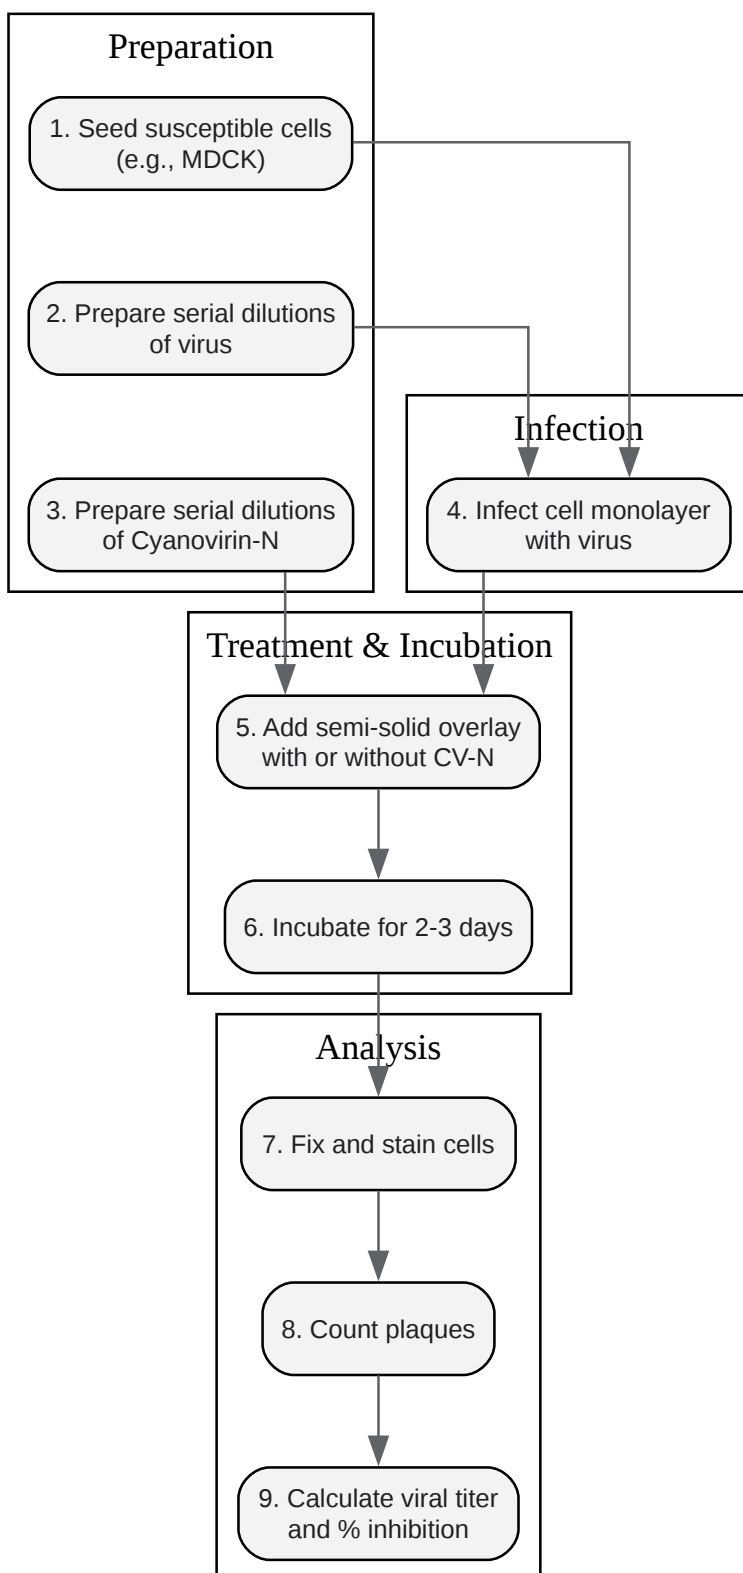 Preparation
1. Seed susceptible cells
(e.g., MDCK)
2. Prepare serial dilutions
of virus
3. Prepare serial dilutions
of Cyanovirin-N
Infection
4. Infect cell monolayer
with virus
Treatment & Incubation
5. Add semi-solid overlay
with or without CV-N
6. Incubate for 2-3 days
Analysis
7. Fix and stain cells
8. Count plaques
9. Calculate viral titer
and % inhibition